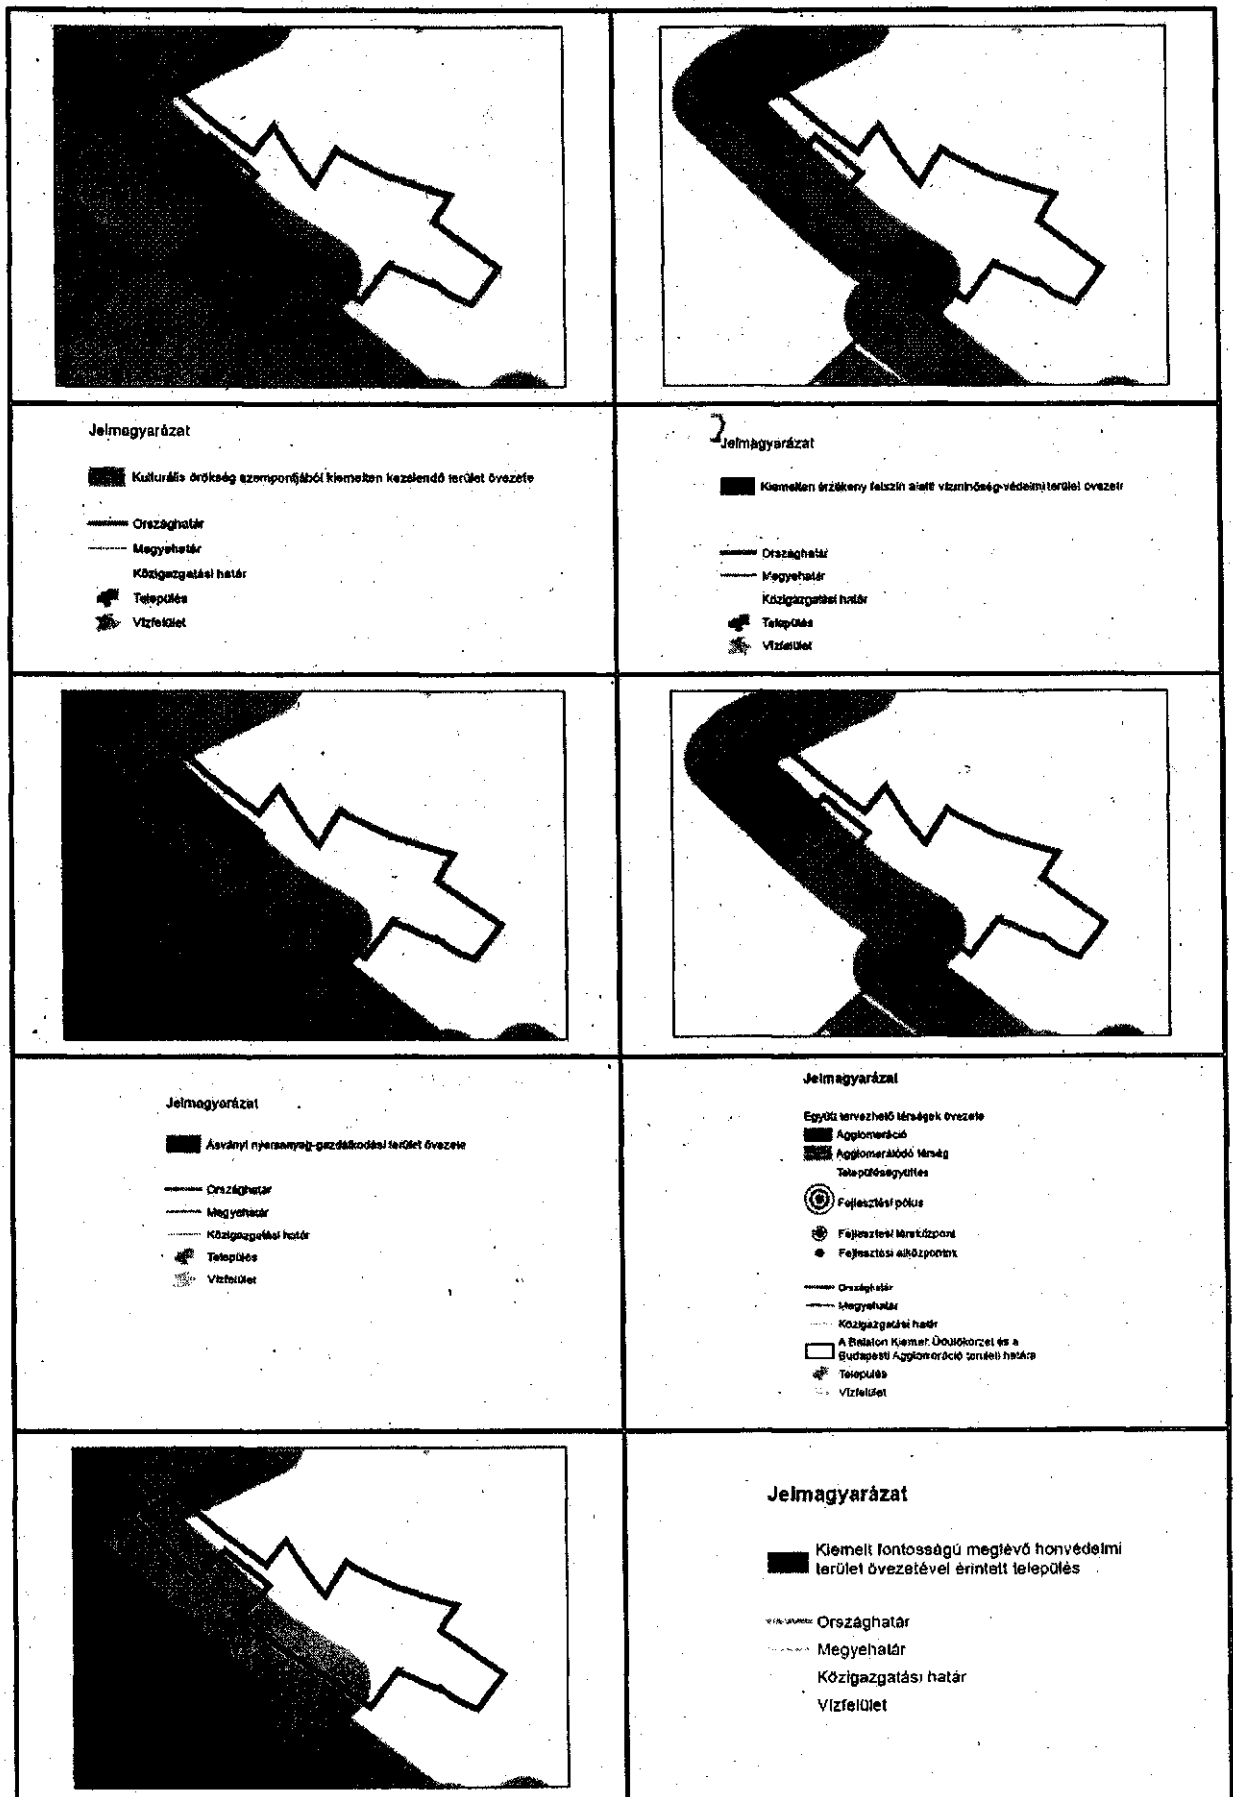 Jelmagyarázat
Kulturális örökség szempontjából kiemelten kezelendő terület övezete
Országhatár
Megyehatár
Közigazgatási határ
Település
Vízfelület
Jelmagyarázat
Kiemelten érzékeny felszín alatti vízminőség-védelmi terület övezete
Országhatár
Megyehatár
Közigazgatási határ
Település
Vízfelület
Jelmagyarázat
Ásványi nyersanyag-gazdálkodási terület övezete
Országhatár
Megyehatár
Közigazgatási határ
Település
Vízfelület
Jelmagyarázat
Együtt tervezhető térségek övezete
Agglomeráció
Agglomerálódó térség
Településegyüttes
Fejlesztési pólus
Fejlesztési társközpont
Fejlesztési alközpontok
Országhatár
Megyehatár
Közigazgatási határ
A Balaton Kiemelt Üdülőkörzet és a
Budapesti Agglomeráció területi határa
Település
Vízfelület
Jelmagyarázat
Kiemelt fontosságú meglévő honvédelmi
terület övezetével érintett település
Országhatár
Megyehatár
Közigazgatási határ
Vízfelület